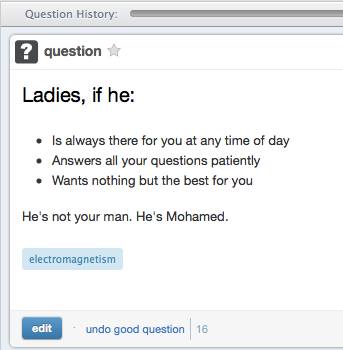 Question History:
? question
Ladies, if he:
• Is always there for you at any time of day
• Answers all your questions patiently
• Wants nothing but the best for you
He's not your man. He's Mohamed.
electromagnetism
edit · undo good question | 16